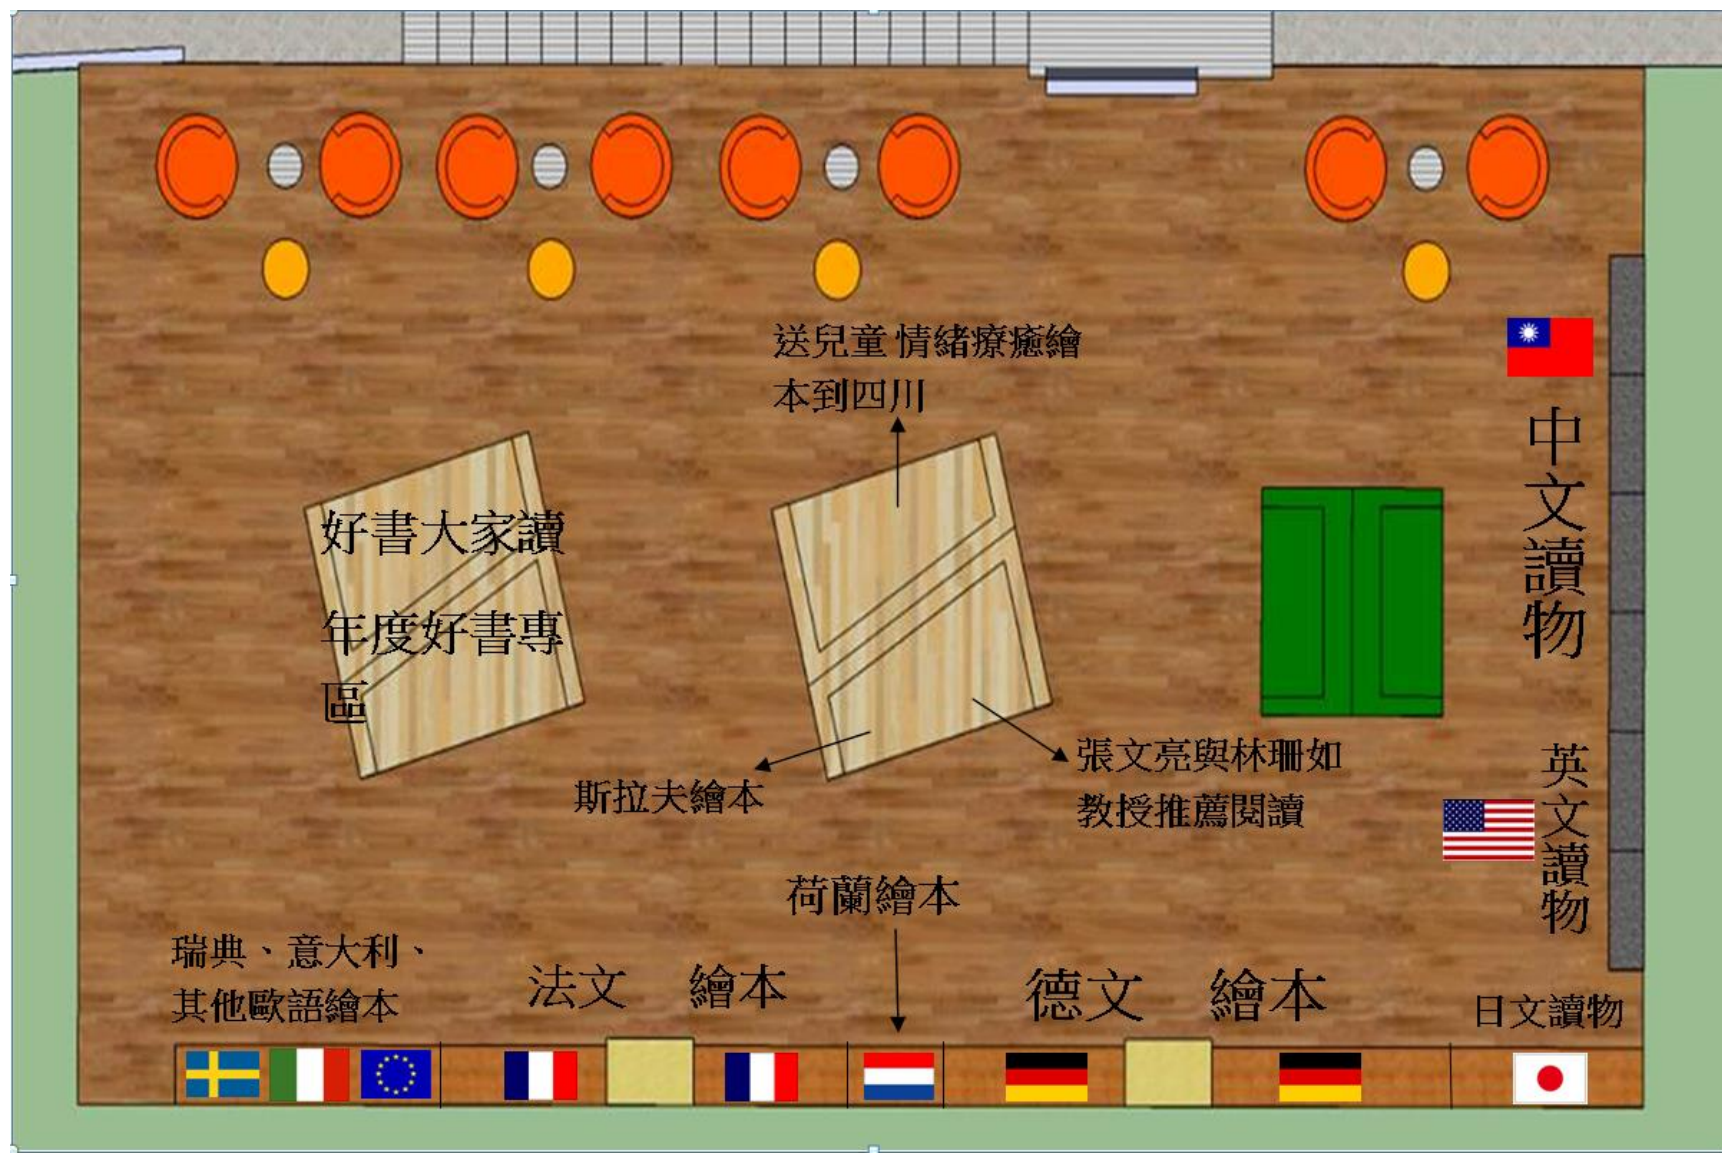 送兒童 情緒療癒繪
本到四川
好書大家讀
年度好書專
區
中文讀物
張文亮與林珊如
教授推薦閱讀
斯拉夫繪本
英文讀物
荷蘭繪本
瑞典、意大利、
其他歐語繪本
法文 繪本
德文 繪本
日文讀物